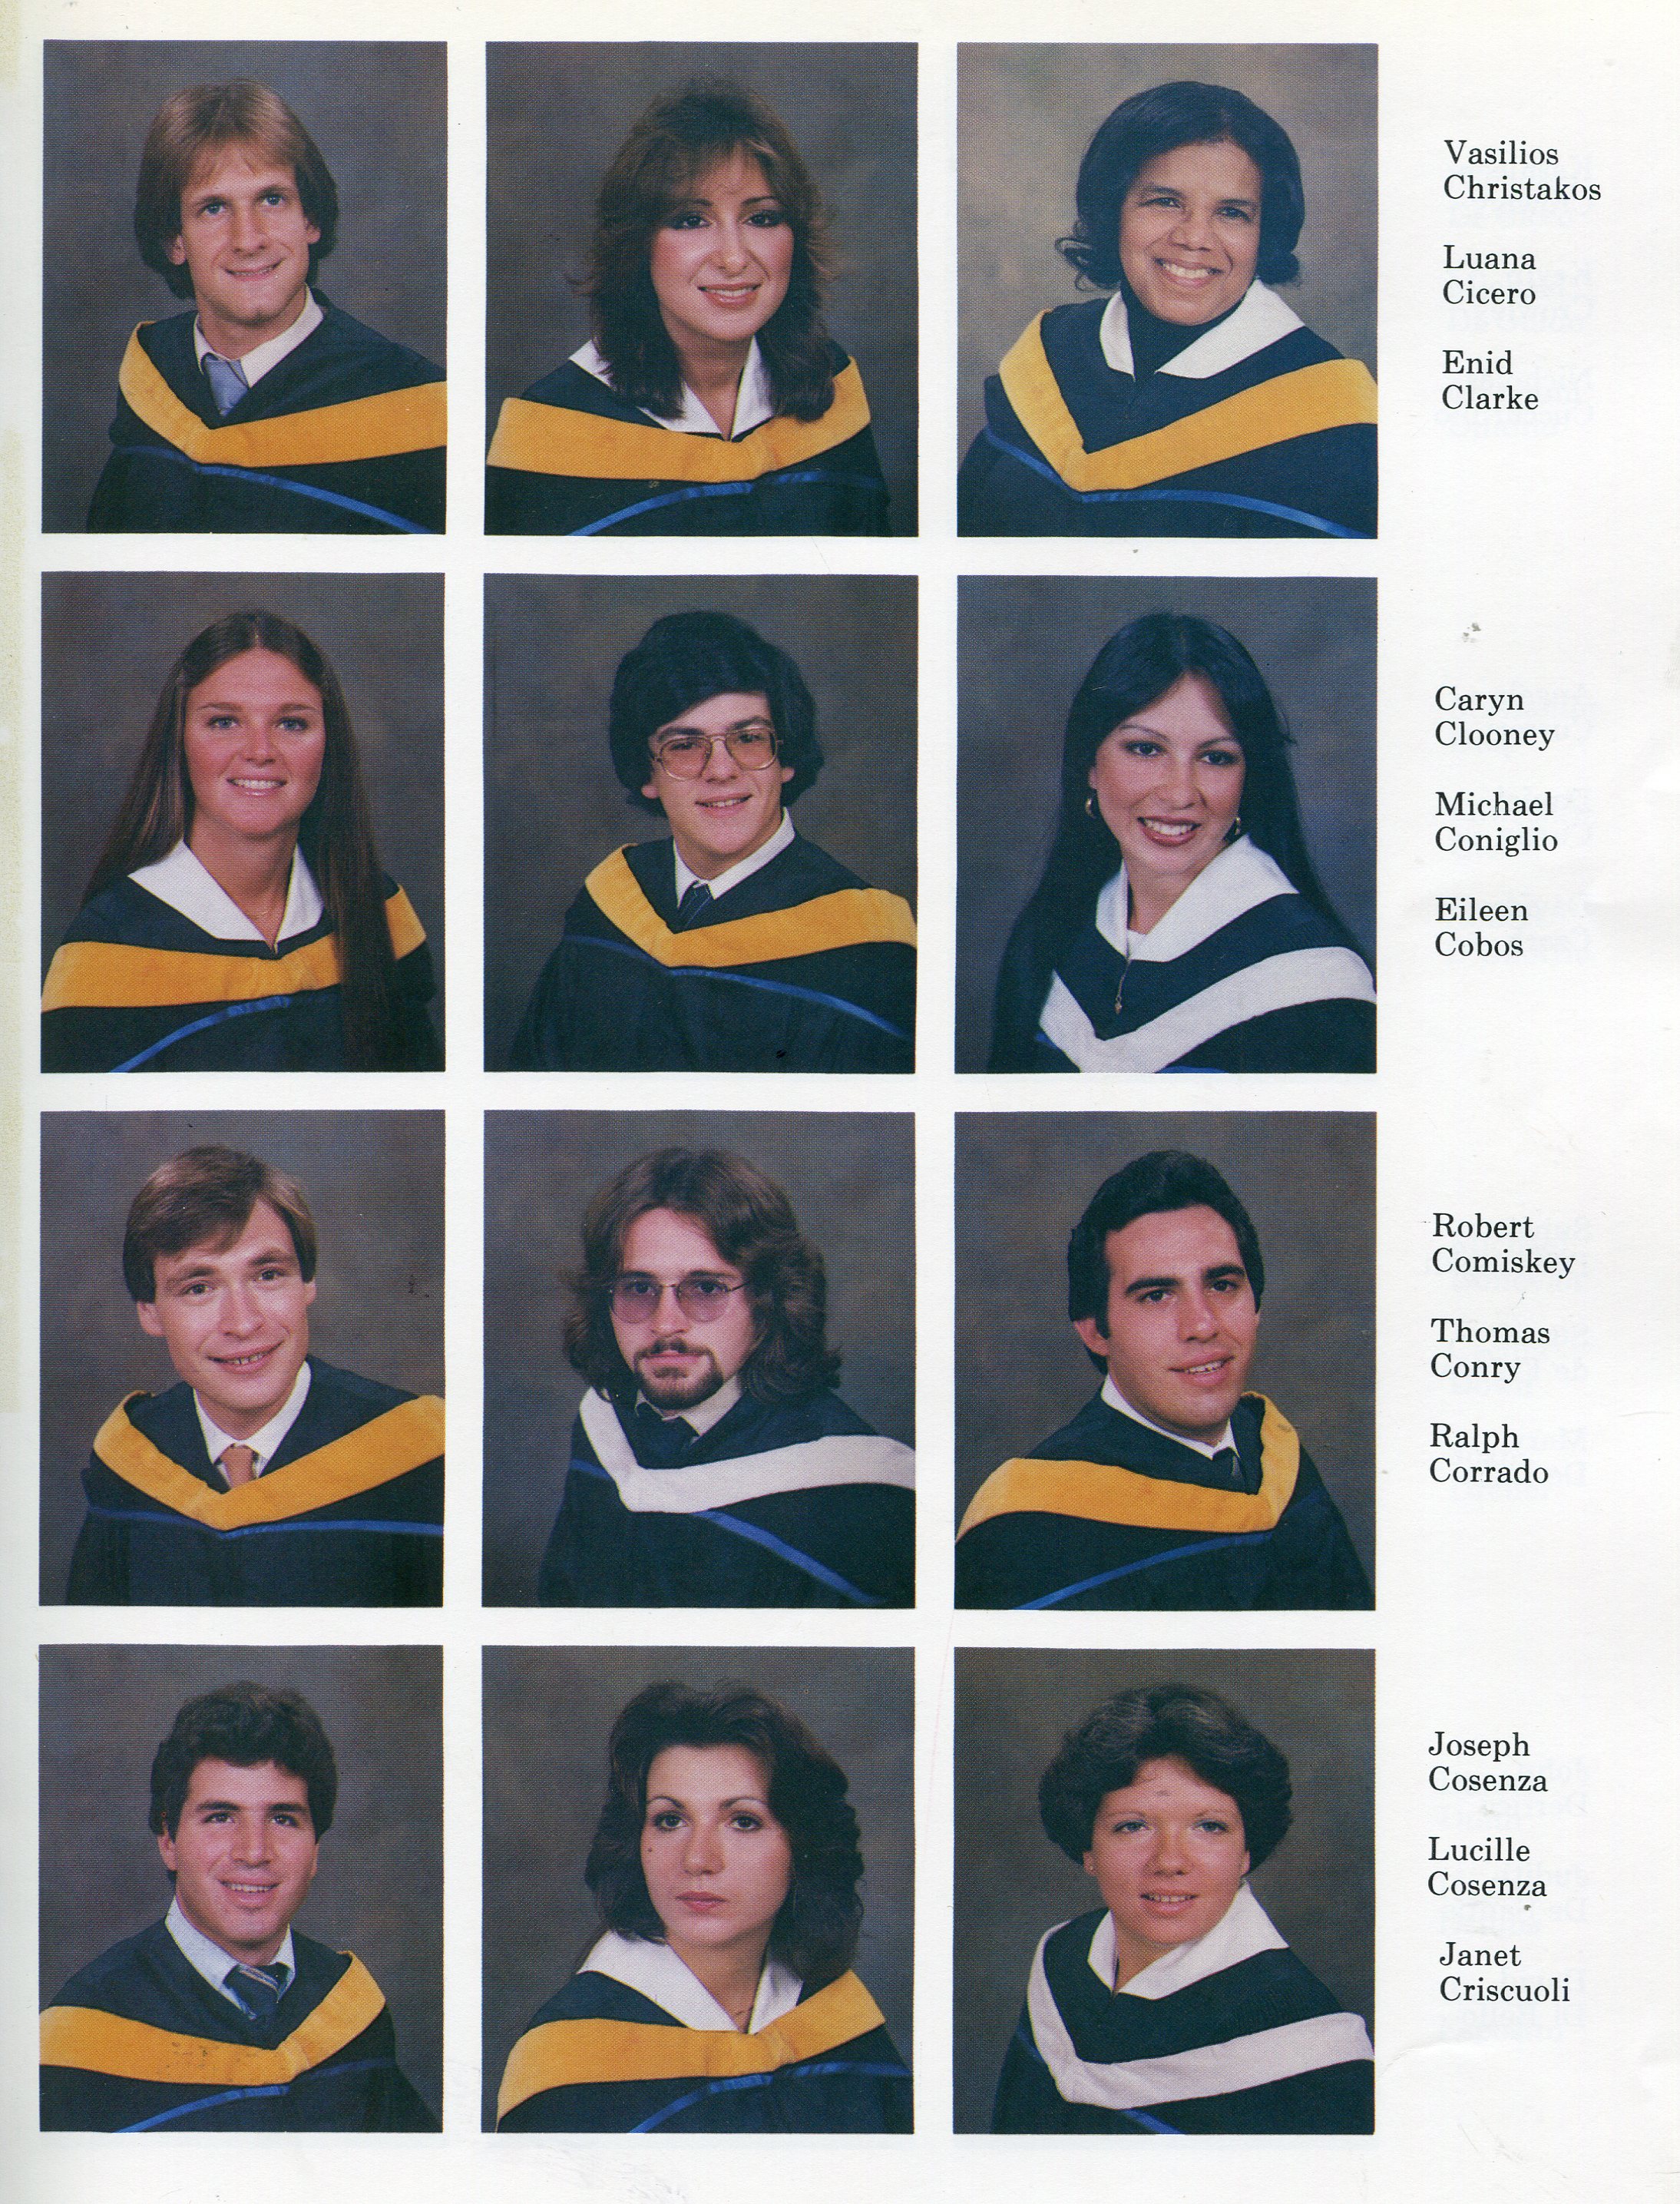 Vasilios
Christakos
Luana
Cicero
Enid
Clarke
Caryn
Clooney
Michael
Coniglio
Eileen
Cobos
Robert
Comiskey
Thomas
Conry
Ralph
Corrado
Joseph
Cosenza
Lucille
Cosenza
Janet
Criscuoli